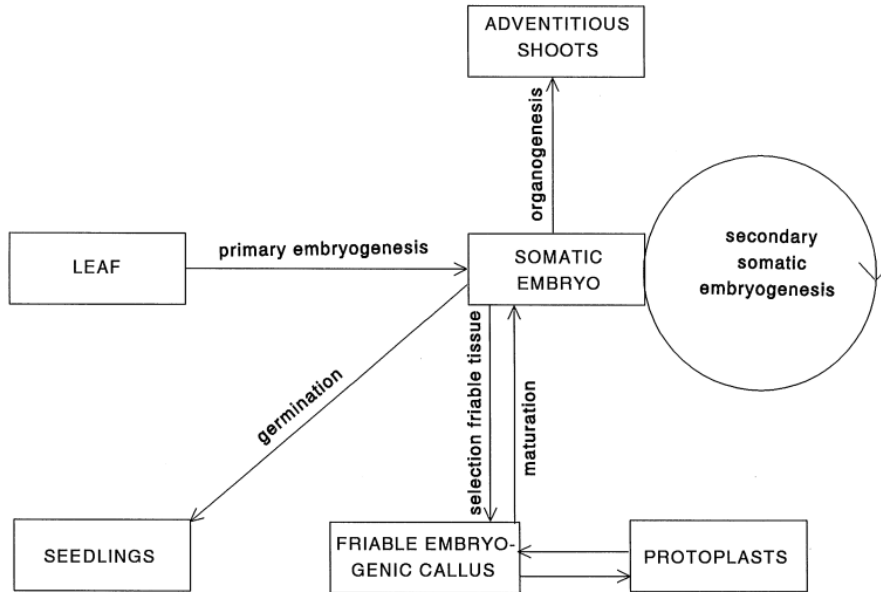 ADVENTITIOUS
SHOOTS
organogenesis
LEAF
primary embryogenesis
SOMATIC
EMBRYO
secondary
somatic
embryogenesis
germination
selection friable tissue
maturation
SEEDLINGS
FRIABLE EMBRYO-
GENIC CALLUS
PROTOPLASTS